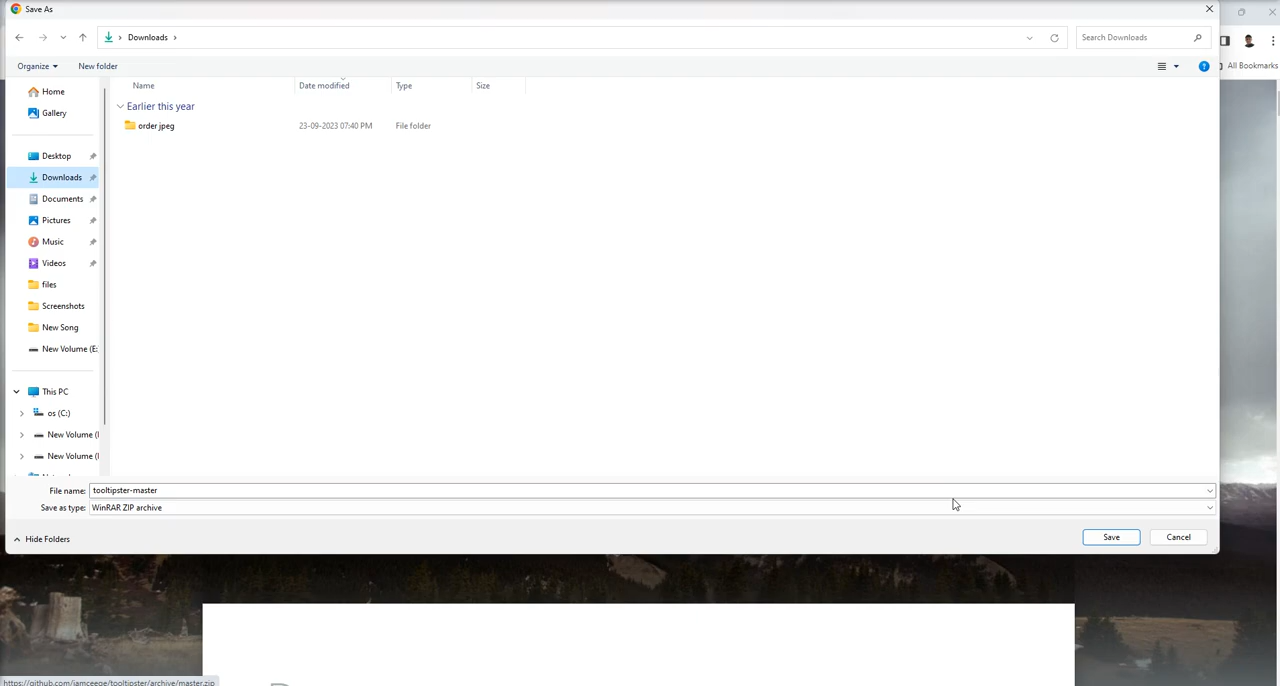 Save As
Downloads
Search Downloads
Organize
New folder
All Bookmarks
Home
Gallery
Desktop
Downloads
Documents
Pictures
Music
Videos
files
Screenshots
New Song
New Volume (E:
This PC
os (C:)
New Volume (
New Volume (
Name
Date modified
Type
Size
Earlier this year
order jpeg
23-09-2023 07:40 PM
File folder
File name:
tooltipster-master
Save as type:
WinRAR ZIP archive
Hide Folders
Save
Cancel
https://github.com/iamceege/tooltipster/archive/master.zip